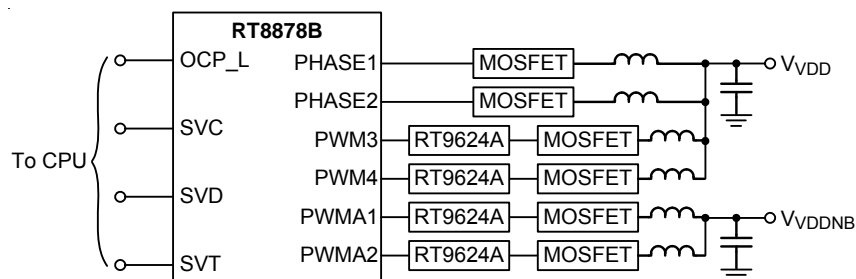 RT8878B
OCP_L
PHASE1
MOSFET
VVDD
PHASE2
MOSFET
SVC
PWM3
RT9624A
MOSFET
To CPU
PWM4
RT9624A
MOSFET
SVD
PWMA1
RT9624A
MOSFET
VVDDNB
SVT
PWMA2
RT9624A
MOSFET